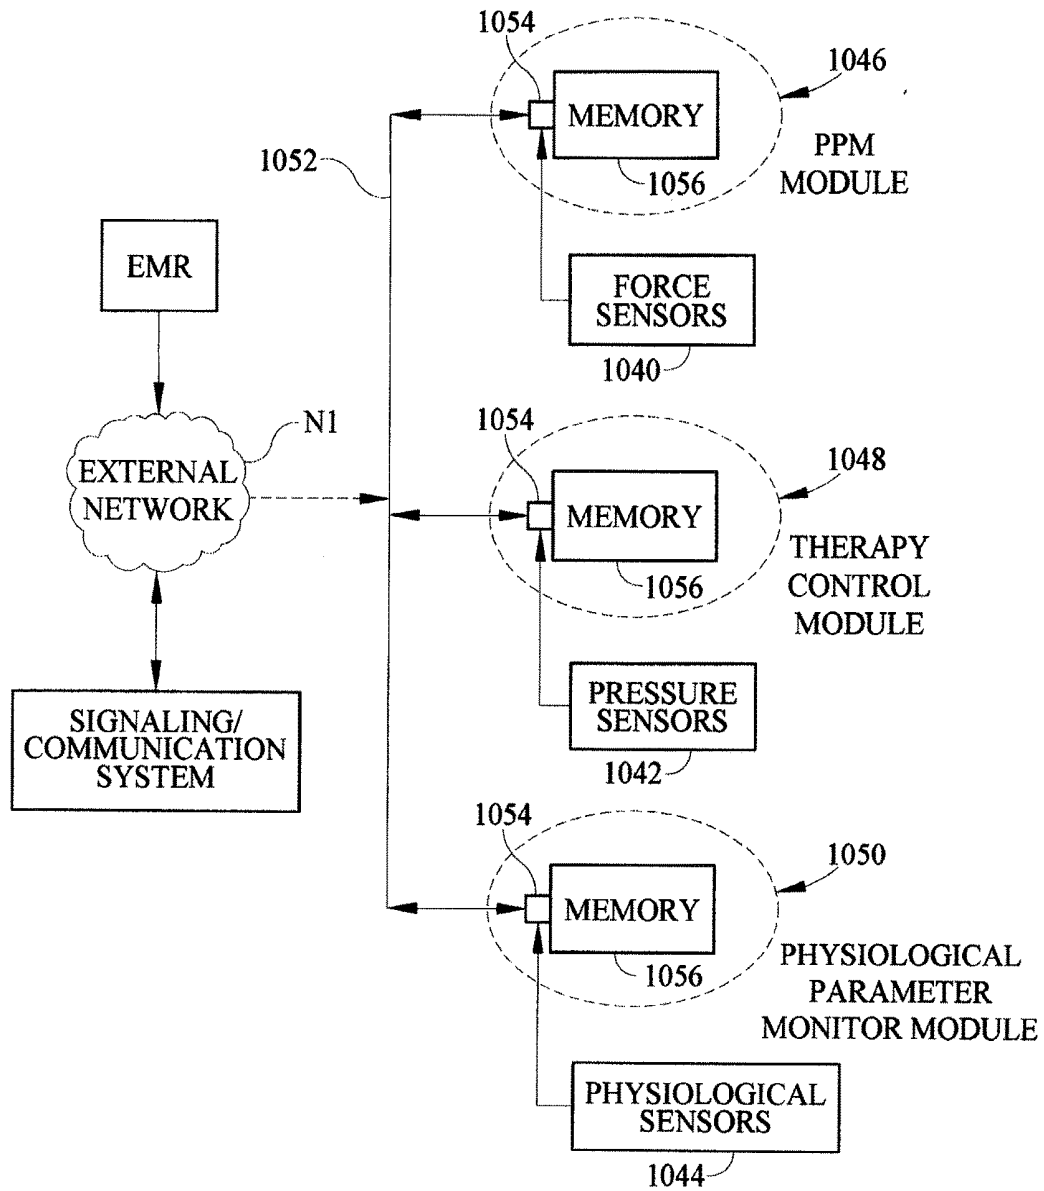 1054
1046
MEMORY
PPM
MODULE
1056
1052
EMR
FORCE
SENSORS
1040
N1
EXTERNAL
NETWORK
1054
1048
MEMORY
THERAPY
CONTROL
MODULE
1056
SIGNALING/
COMMUNICATION
SYSTEM
PRESSURE
SENSORS
1042
1054
1050
MEMORY
PHYSIOLOGICAL
PARAMETER
MONITOR MODULE
1056
PHYSIOLOGICAL
SENSORS
1044